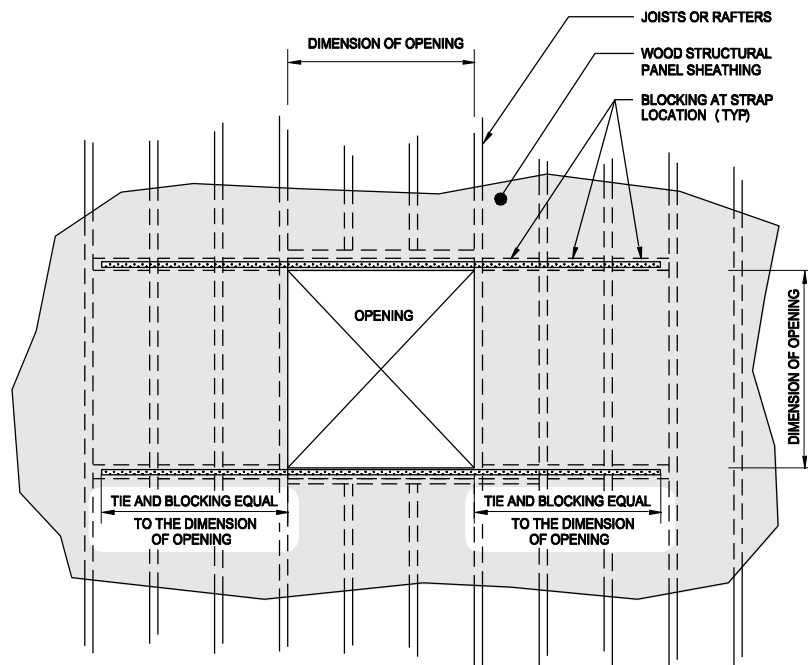 JOISTS OR RAFTERS
DIMENSION OF OPENING
WOOD STRUCTURAL
PANEL SHEATHING
BLOCKING AT STRAP
LOCATION (TYP)
OPENING
DIMENSION OF OPENING
TIE AND BLOCKING EQUAL
TO THE DIMENSION
OF OPENING
TIE AND BLOCKING EQUAL
TO THE DIMENSION
OF OPENING